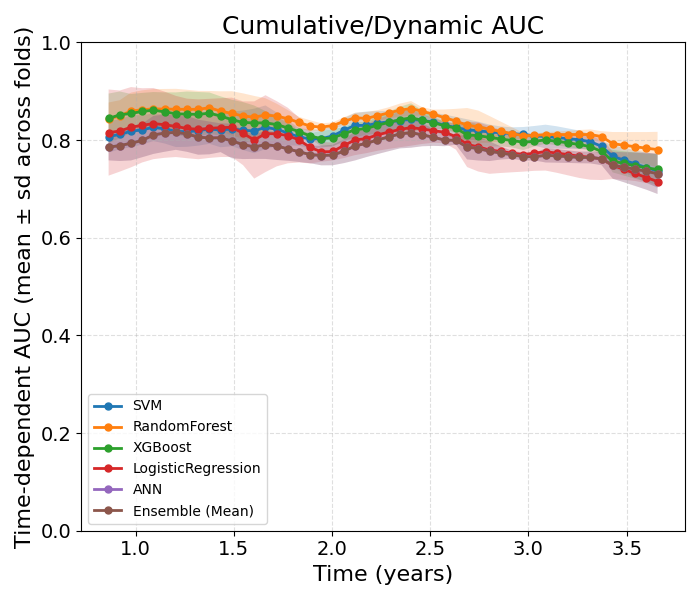 Cumulative/Dynamic AUC
Time-dependent AUC (mean ± sd across folds)
1.0
0.8
0.6
0.4
0.2
0.0
SVM
RandomForest
XGBoost
LogisticRegression
ANN
Ensemble (Mean)
1.0 1.5 2.0 2.5 3.0 3.5
Time (years)